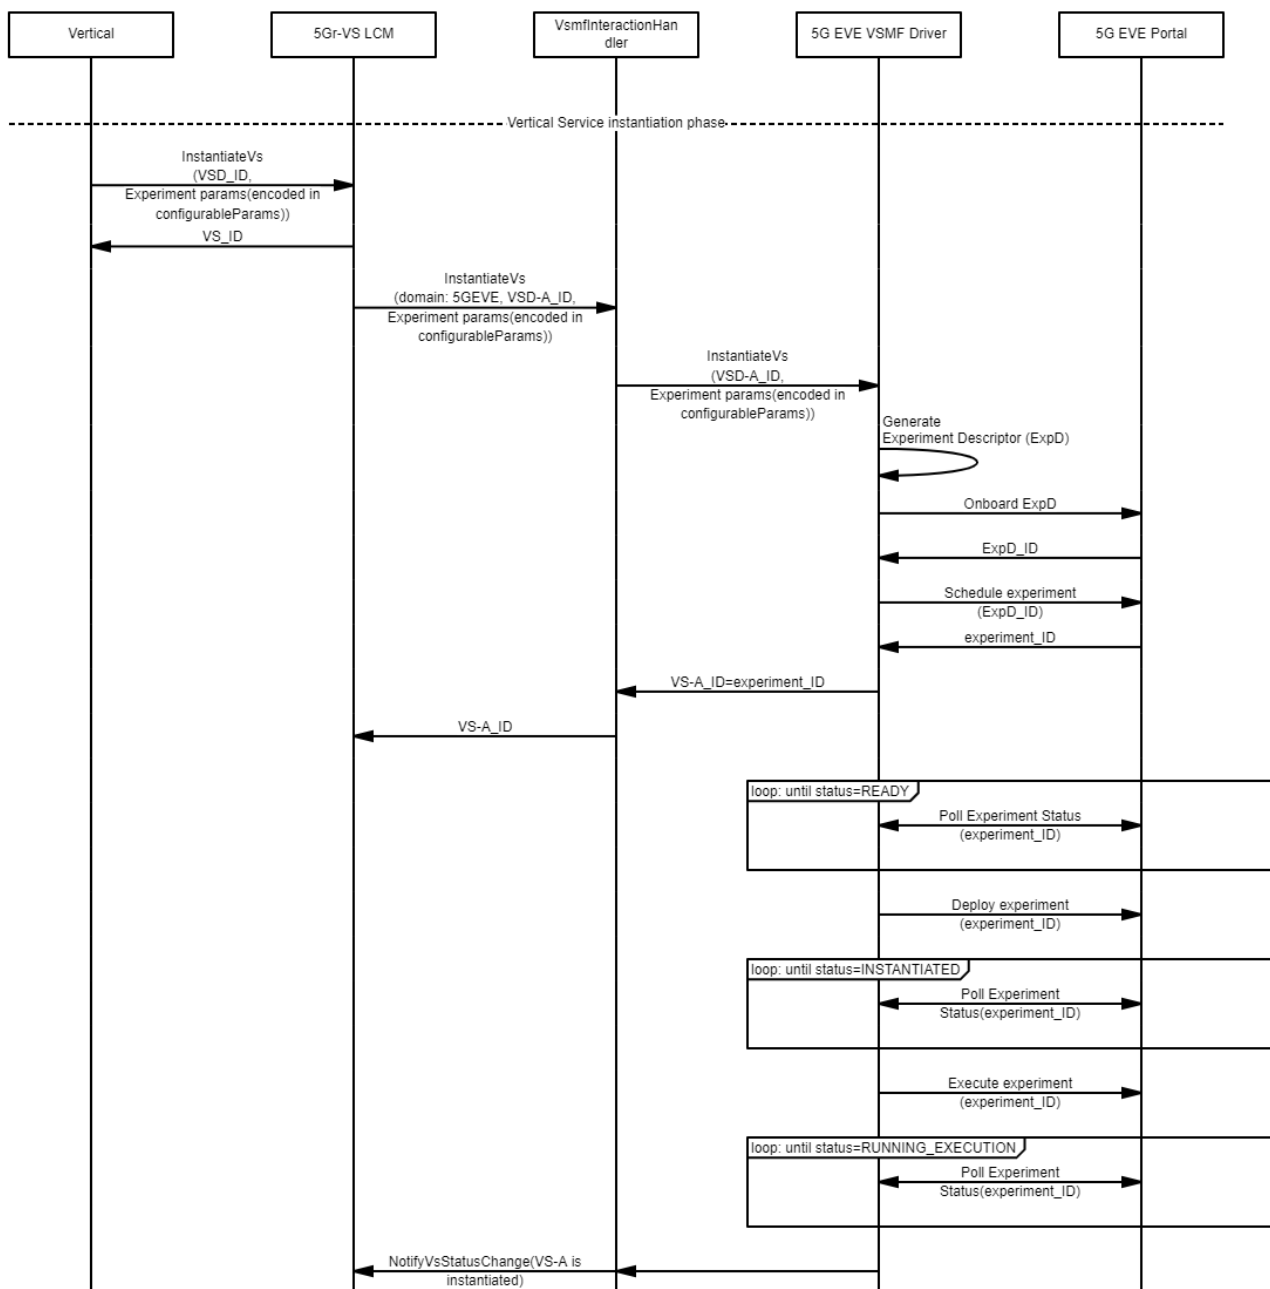 Vertical
5Gr-VS LCM
VsmfInteractionHan
dler
5G EVE VSMF Driver
5G EVE Portal
Vertical Service instantiation phase
InstantiateVs
(VSD_ID,
Experiment params(encoded in
configurableParams))
VS_ID
InstantiateVs
(domain: 5GEVE, VSD-A_ID,
Experiment params(encoded in
configurableParams))
InstantiateVs
(VSD-A_ID,
Experiment params(encoded in
configurableParams))
Generate
Experiment Descriptor (ExpD)
Onboard ExpD
ExpD_ID
Schedule experiment
(ExpD_ID)
experiment_ID
VS-A_ID=experiment_ID
VS-A_ID
loop: until status=READY
Poll Experiment Status
(experiment_ID)
Deploy experiment
(experiment_ID)
loop: until status=INSTANTIATED
Poll Experiment
Status(experiment_ID)
Execute experiment
(experiment_ID)
loop: until status=RUNNING_EXECUTION
Poll Experiment
Status(experiment_ID)
NotifyVsStatusChange(VS-A is
instantiated)